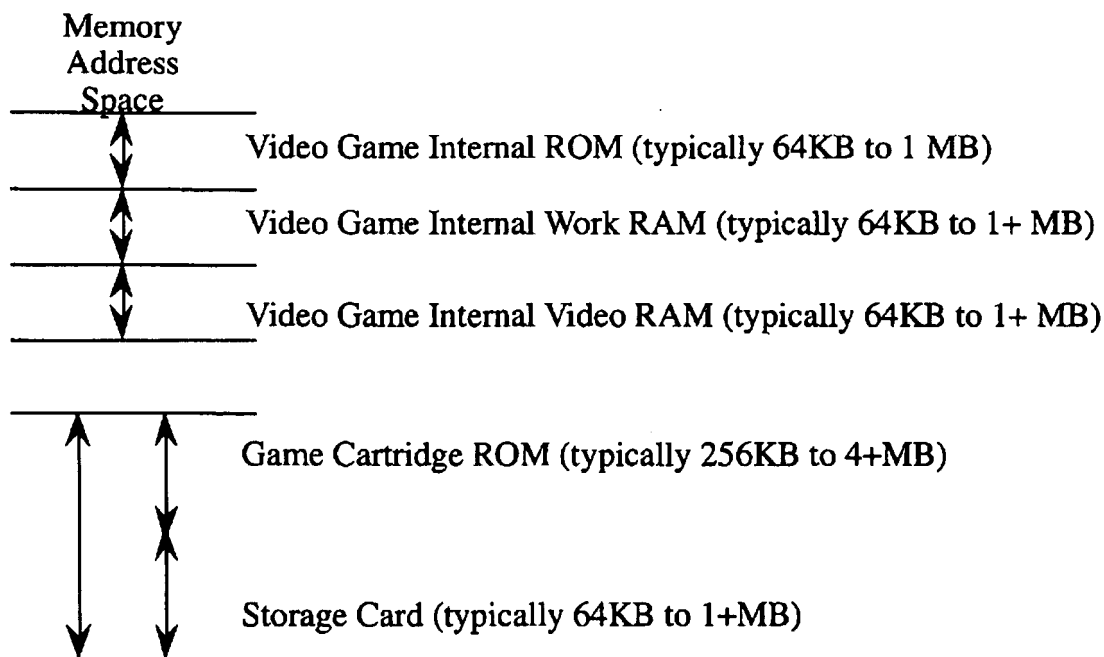 Memory
Address
Space
Video Game Internal ROM (typically 64KB to 1 MB)
Video Game Internal Work RAM (typically 64KB to 1+ MB)
Video Game Internal Video RAM (typically 64KB to 1+ MB)
Game Cartridge ROM (typically 256KB to 4+MB)
Storage Card (typically 64KB to 1+MB)